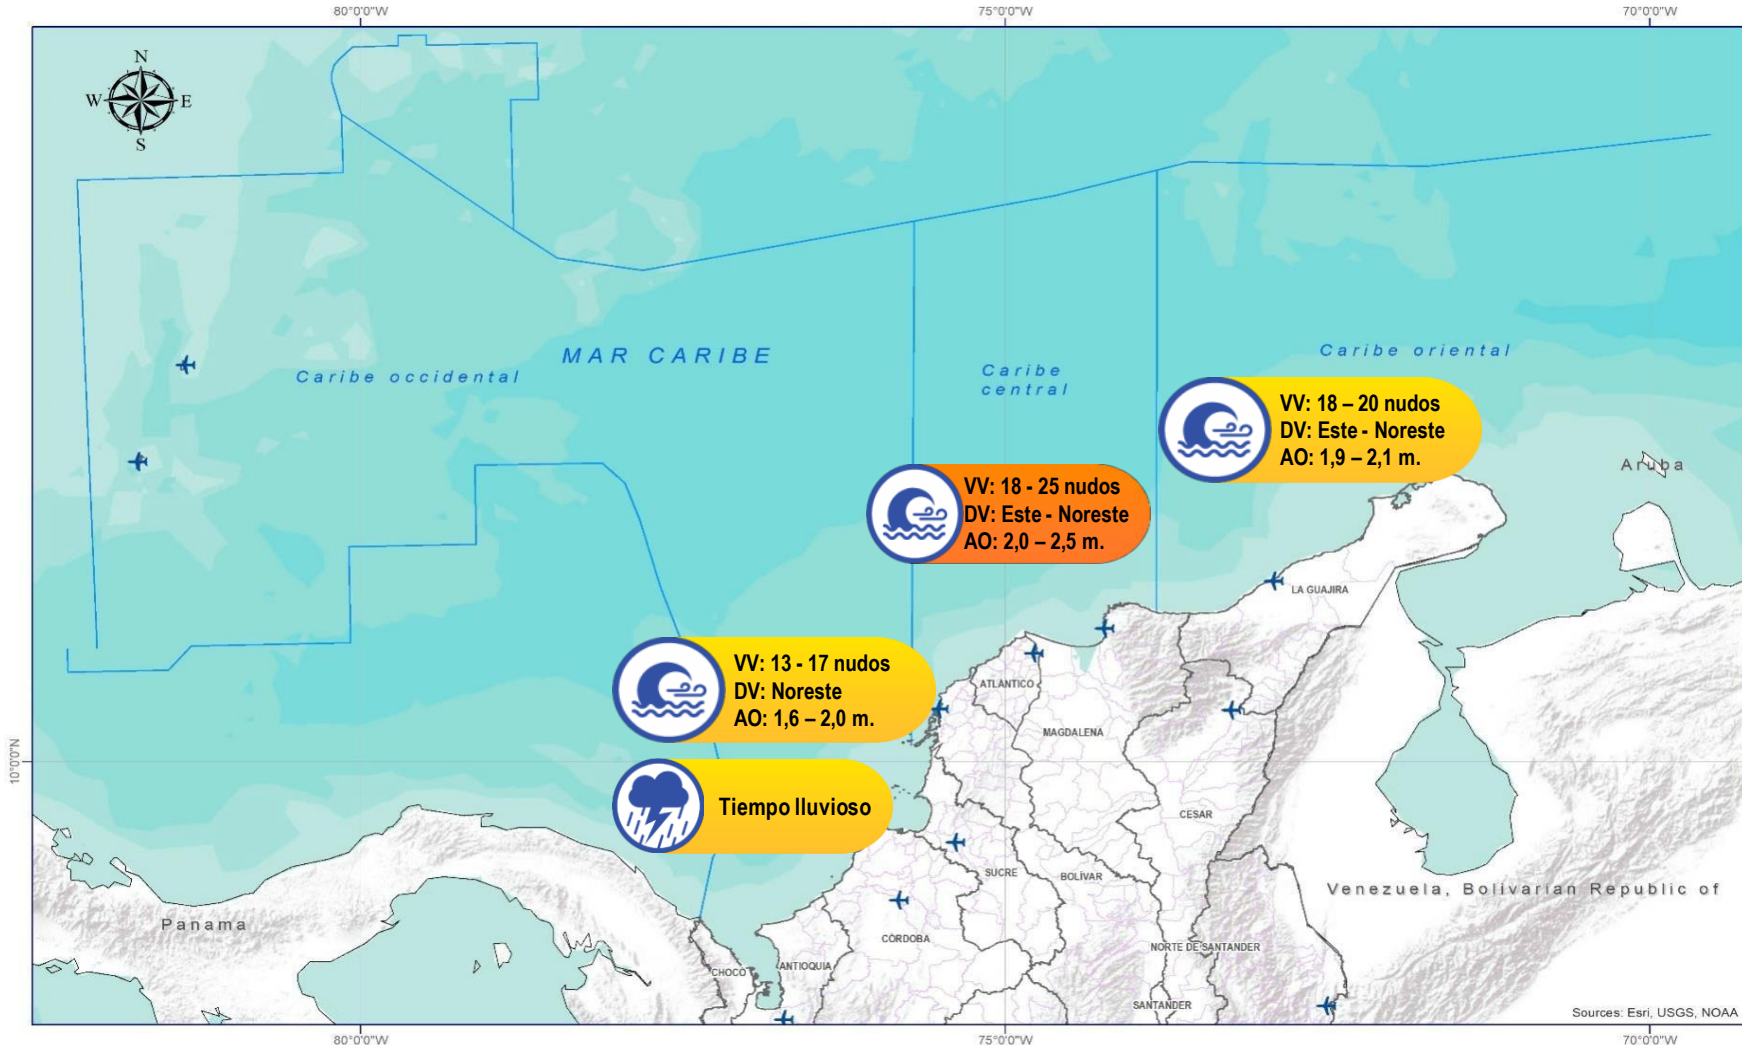 80°0'0"W
75°0'0"W
70°0'0"W
N
W
E
S
MAR CARIBE
Caribe occidental
Caribe
central
Caribe oriental
VV: 18 – 20 nudos
DV: Este - Noreste
AO: 1,9 – 2,1 m.
Aruba
VV: 18 - 25 nudos
DV: Este - Noreste
AO: 2,0 – 2,5 m.
LA GUAJIRA
VV: 13 - 17 nudos
DV: Noreste
AO: 1,6 – 2,0 m.
ATLÁNTICO
MAGDALENA
10°0'0"N
Tiempo lluvioso
CESAR
SUCRE
BOLÍVAR
Venezuela, Bolivarian Republic of
Panama
CÓRDOBA
NORTE DE SANTANDER
CHOCÓ
ANTIOQUIA
SANTANDER
Sources: Esri, USGS, NOAA
80°0'0"W
75°0'0"W
70°0'0"W